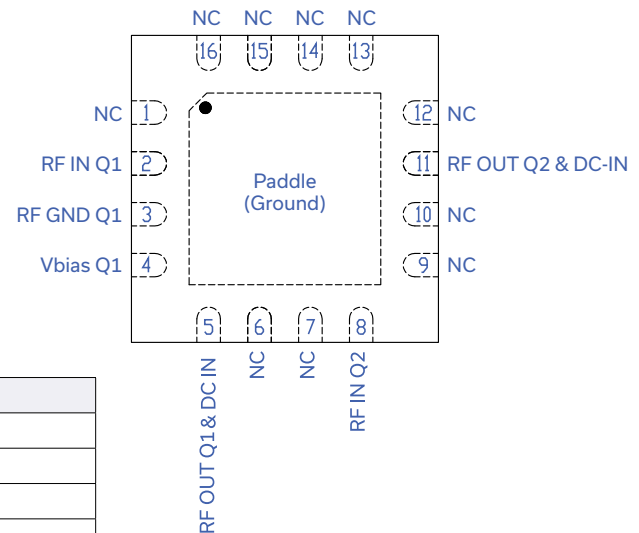 NC NC NC NC
16 15 14 13
NC 1 12 NC
RF IN Q1 2 11 RF OUT Q2 & DC-IN
Paddle
(Ground)
RF GND Q1 3 10 NC
Vbias Q1 4 9 NC
5 6 7 8
RF OUT Q1 & DC IN
NC
NC
RF IN Q2